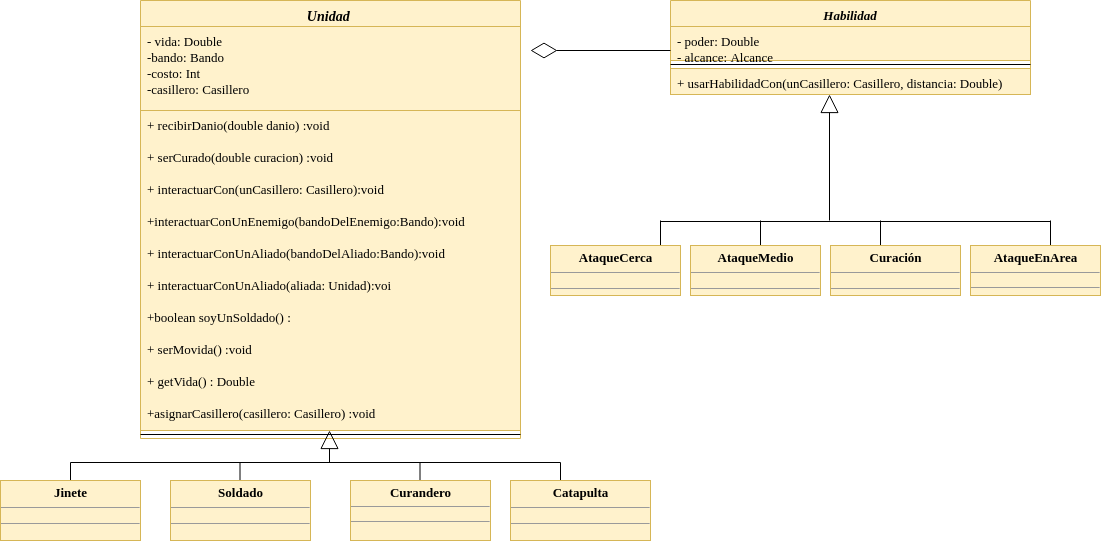 Unidad
- vida: Double
-bando: Bando
-costo: Int
-casillero: Casillero
+ recibirDanio(double danio) :void
+ serCurado(double curacion) :void
+ interactuarCon(unCasillero: Casillero):void
+interactuarConUnEnemigo(bandoDelEnemigo:Bando):void
+ interactuarConUnAliado(bandoDelAliado:Bando):void
+ interactuarConUnAliado(aliada: Unidad):voi
+boolean soyUnSoldado() :
+ serMovida() :void
+ getVida() : Double
+asignarCasillero(casillero: Casillero) :void
Habilidad
- poder: Double
- alcance: Alcance
+ usarHabilidadCon(unCasillero: Casillero, distancia: Double)
AtaqueCerca
AtaqueMedio
Curación
AtaqueEnArea
Jinete
Soldado
Curandero
Catapulta